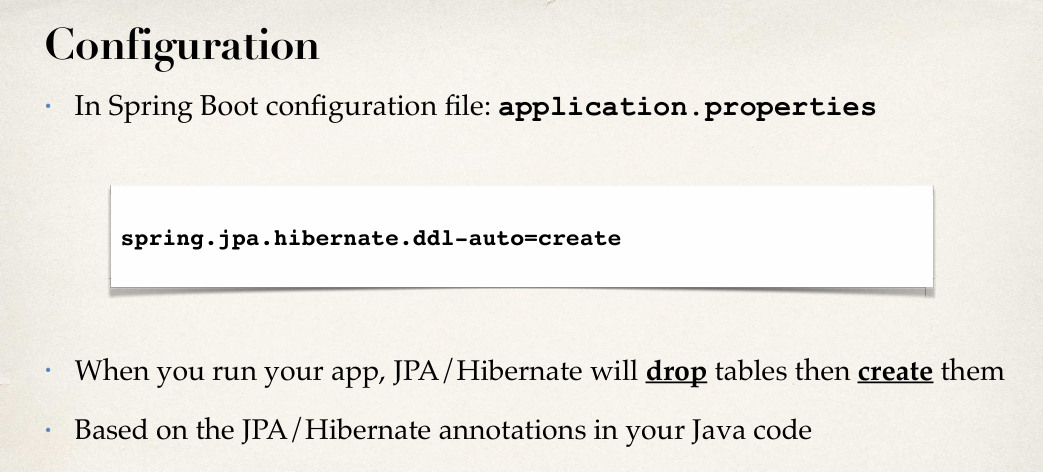 Configuration
In Spring Boot configuration file: application.properties
spring.jpa.hibernate.ddl-auto=create
When you run your app, JPA/Hibernate will drop tables then create them
Based on the JPA/Hibernate annotations in your Java code